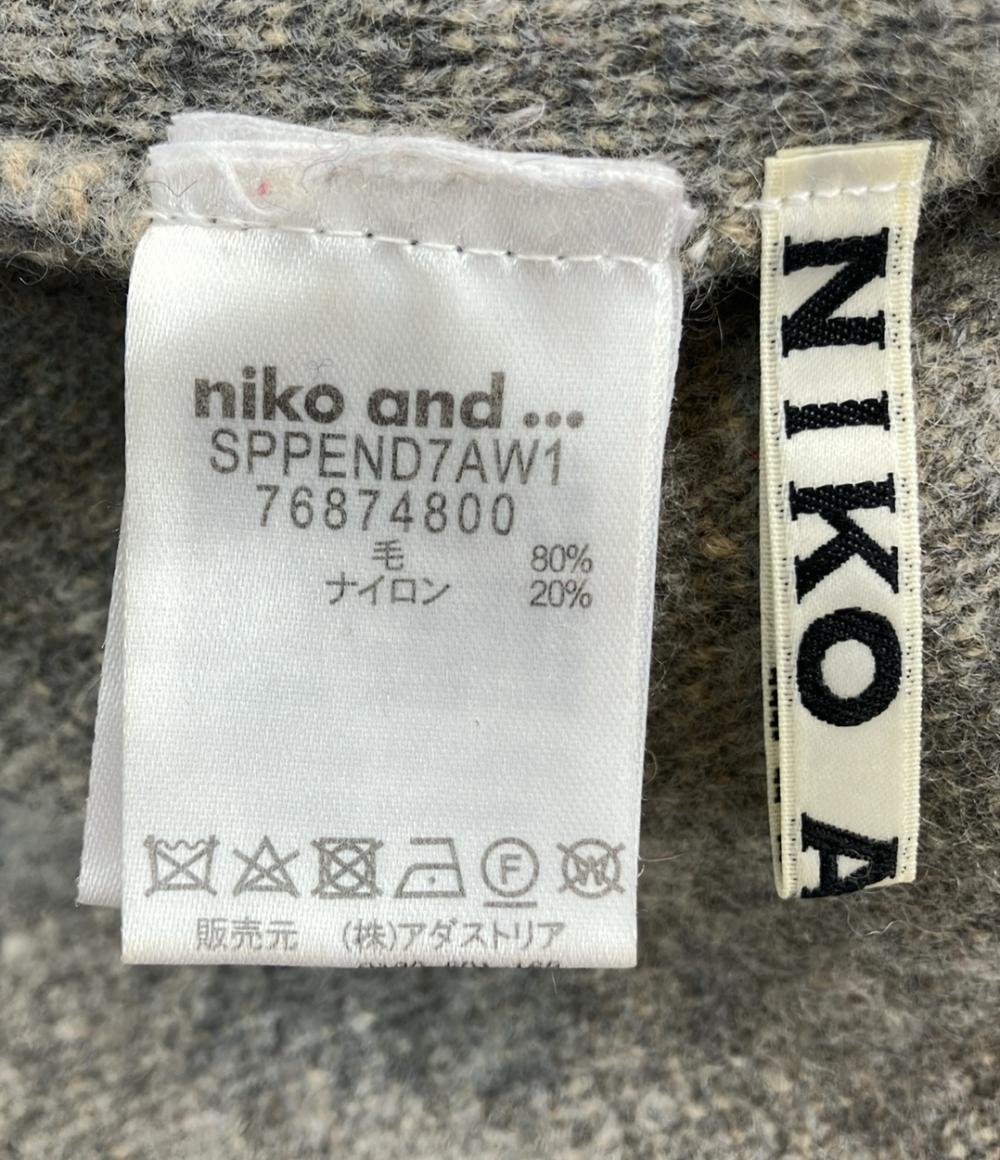 niko and ...
SPPEND7AW1
76874800
毛 80%
ナイロン 20%
F
W
販売元 (株)アダストリア
NIKO A